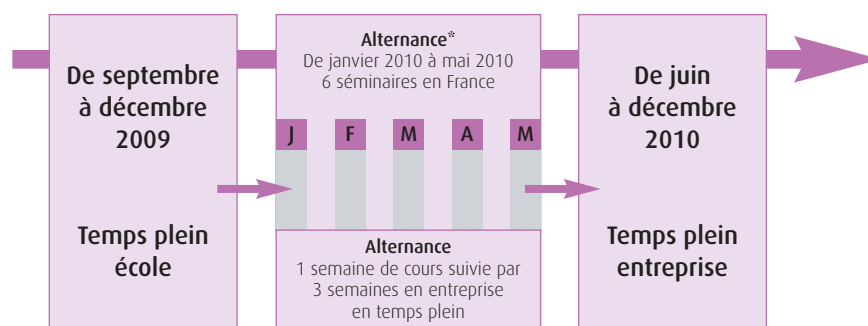 De septembre
à décembre
2009
Temps plein
école
Alternance*
De janvier 2010 à mai 2010
6 séminaires en France
J F M A M
Alternance
1 semaine de cours suivie par
3 semaines en entreprise
en temps plein
De juin
à décembre
2010
Temps plein
entreprise